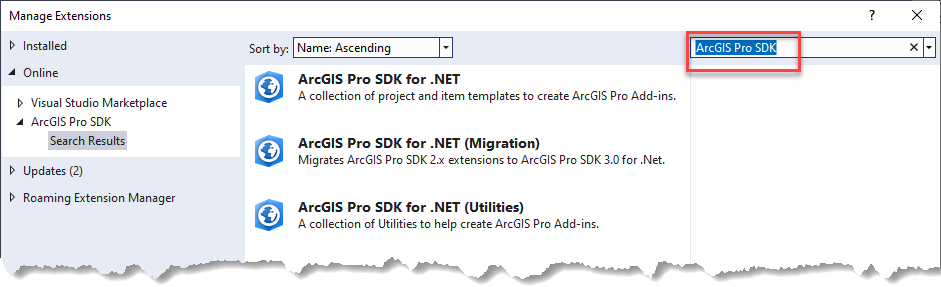 Manage Extensions
Installed
Online
Visual Studio Marketplace
ArcGIS Pro SDK
Search Results
Updates (2)
Roaming Extension Manager
Sort by: Name: Ascending
ArcGIS Pro SDK
ArcGIS Pro SDK for .NET
A collection of project and item templates to create ArcGIS Pro Add-ins.
ArcGIS Pro SDK for .NET (Migration)
Migrates ArcGIS Pro SDK 2.x extensions to ArcGIS Pro SDK 3.0 for .Net.
ArcGIS Pro SDK for .NET (Utilities)
A collection of Utilities to help create ArcGIS Pro Add-ins.